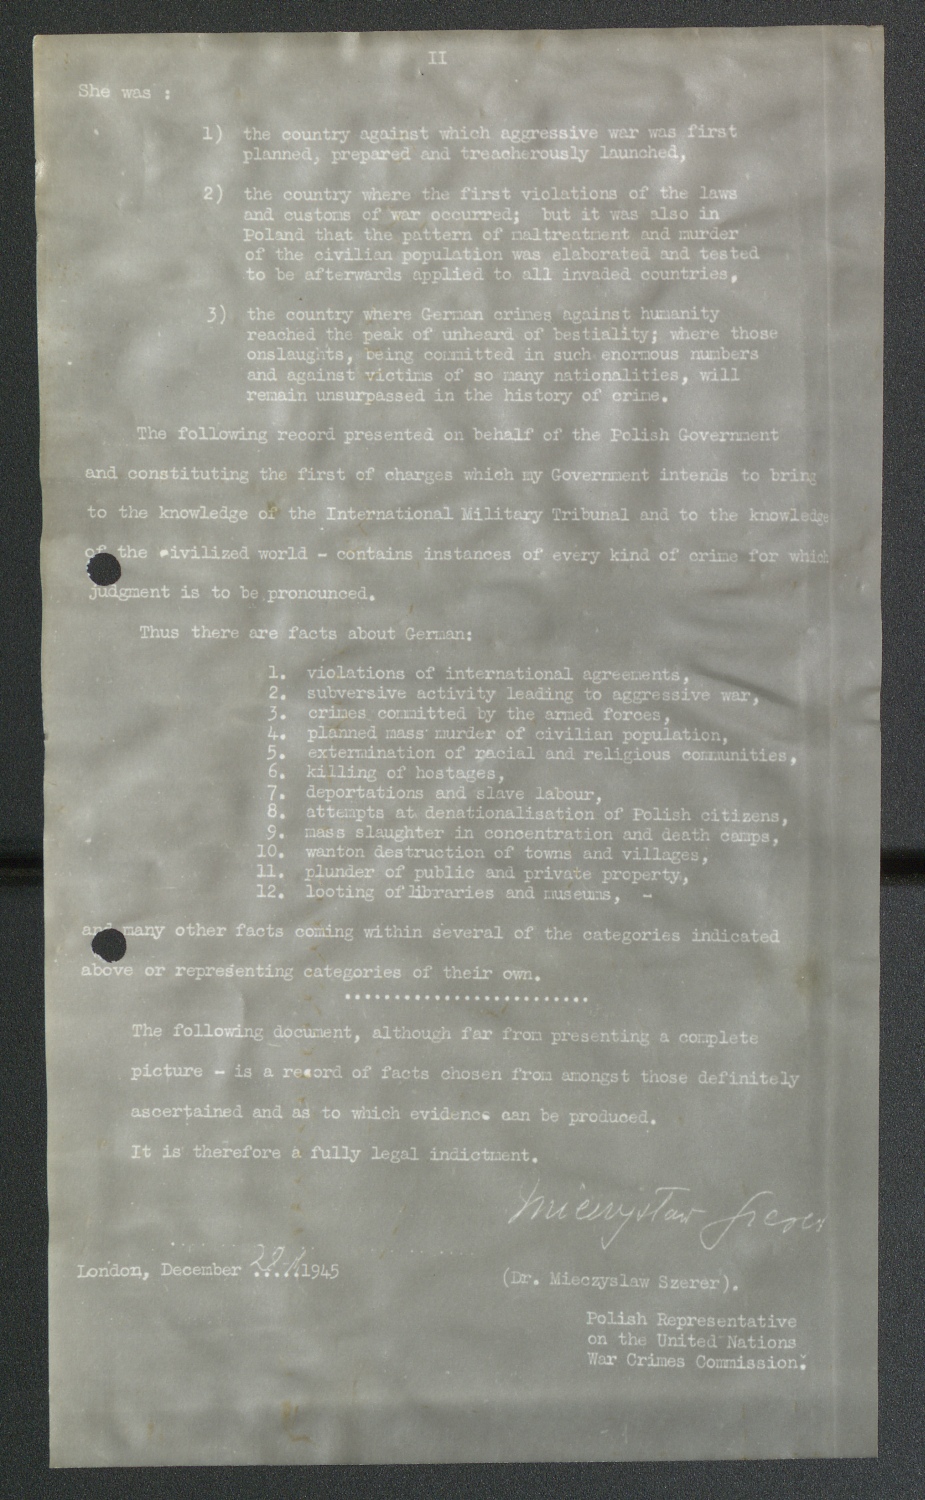 II
She was :
1) the country against which aggressive war was first
planned, prepared and treacherously launched,
2) the country where the first violations of the laws
and customs of war occurred; but it was also in
Poland that the pattern of maltreatment and murder
of the civilian population was elaborated and tested
to be afterwards applied to all invaded countries,
3) the country where German crimes against humanity
reached the peak of unheard of bestiality; where those
onslaughts, being committed in such enormous numbers
and against victims of so many nationalities, will
remain unsurpassed in the history of crime.
The following record presented on behalf of the Polish Government
and constituting the first of charges which my Government intends to bring
to the knowledge of the International Military Tribunal and to the knowledge
of the civilized world - contains instances of every kind of crime for which
judgment is to be pronounced.
Thus there are facts about German:
1. violations of international agreements,
2. subversive activity leading to aggressive war,
3. crimes committed by the armed forces,
4. planned mass murder of civilian population,
5. extermination of racial and religious communities,
6. killing of hostages,
7. deportations and slave labour,
8. attempts at denationalisation of Polish citizens,
9. mass slaughter in concentration and death camps,
10. wanton destruction of towns and villages,
11. plunder of public and private property,
12. looting of libraries and museums, -
and many other facts coming within several of the categories indicated
above or representing categories of their own.
.........................
The following document, although far from presenting a complete
picture - is a record of facts chosen from amongst those definitely
ascertained and as to which evidence can be produced.
It is therefore a fully legal indictment.
Mieczysław Szerer
London, December .....1945
(Dr. Mieczyslaw Szerer).
Polish Representative
on the United Nations
War Crimes Commission.